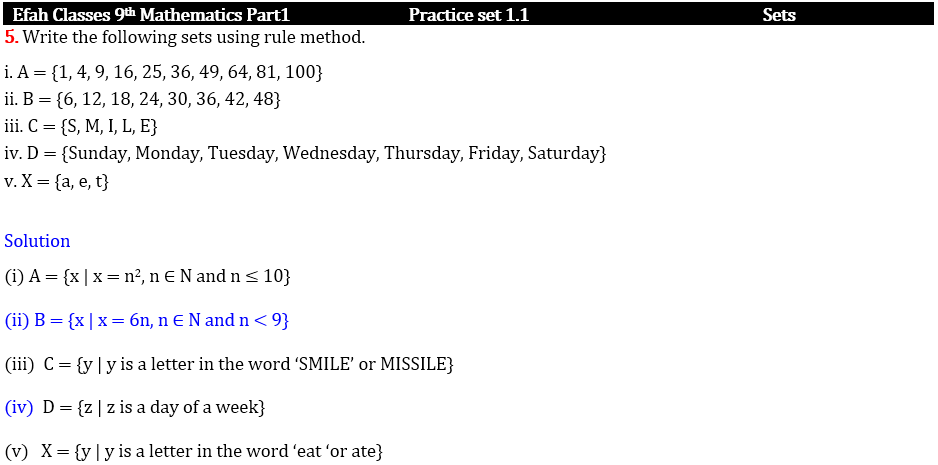 Efah Classes 9th Mathematics Part1 Practice set 1.1 Sets
5. Write the following sets using rule method.
i. A = {1, 4, 9, 16, 25, 36, 49, 64, 81, 100}
ii. B = {6, 12, 18, 24, 30, 36, 42, 48}
iii. C = {S, M, I, L, E}
iv. D = {Sunday, Monday, Tuesday, Wednesday, Thursday, Friday, Saturday}
v. X = {a, e, t}
Solution
(i) A = {x | x = n², n ∈ N and n ≤ 10}
(ii) B = {x | x = 6n, n ∈ N and n < 9}
(iii) C = {y | y is a letter in the word ‘SMILE’ or MISSILE}
(iv) D = {z | z is a day of a week}
(v) X = {y | y is a letter in the word ‘eat ‘or ate}